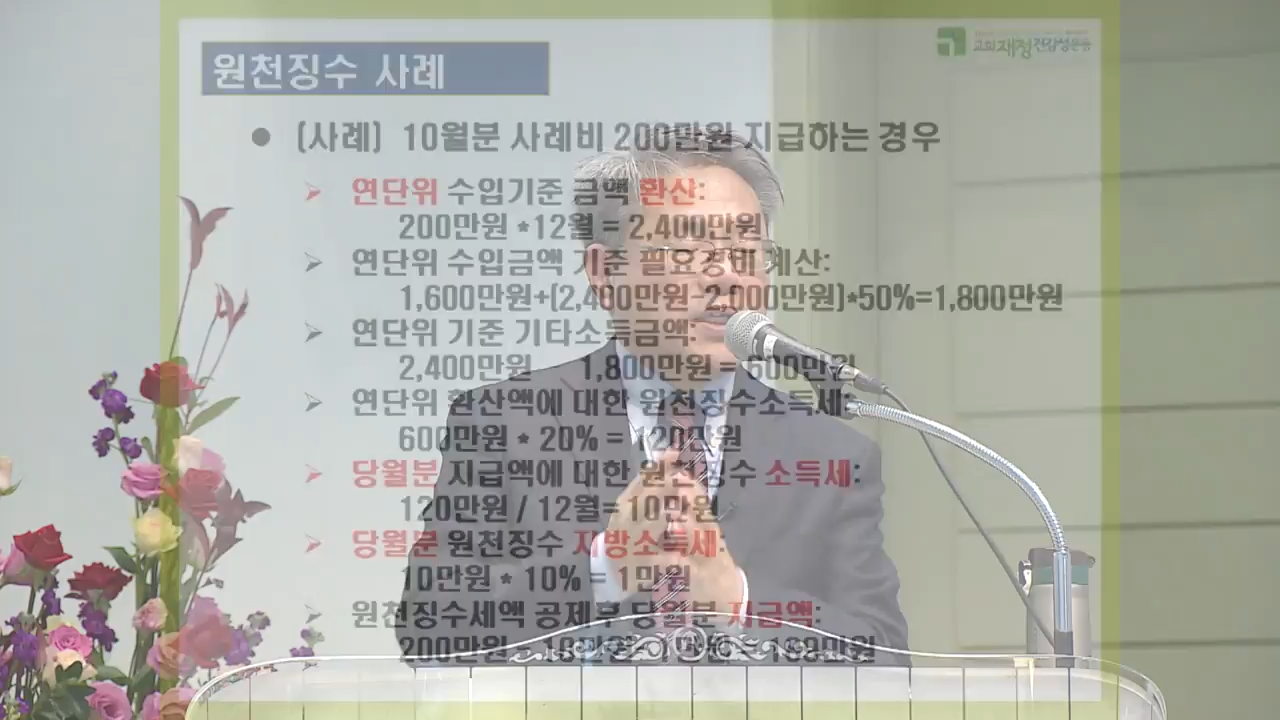 원천징수 사례
교회재정건강성운동
(사례) 10월분 사례비 200만원 지급하는 경우
연단위 수입기준 금액 환산:
200만원 *12월 = 2,400만원
연단위 수입금액 기준 필요경비 계산:
1,600만원+(2,400만원-2,000만원)*50%=1,800만원
연단위 기준 기타소득금액:
2,400만원 - 1,800만원 = 600만원
연단위 환산액에 대한 원천징수소득세:
600만원 * 20% = 120만원
당월분 지급액에 대한 원천징수 소득세:
120만원 / 12월= 10만원
당월분 원천징수 지방소득세:
10만원 * 10% = 1만원
원천징수세액 공제후 당월분 지급액:
200만원 - 10만원 - 1만원 =